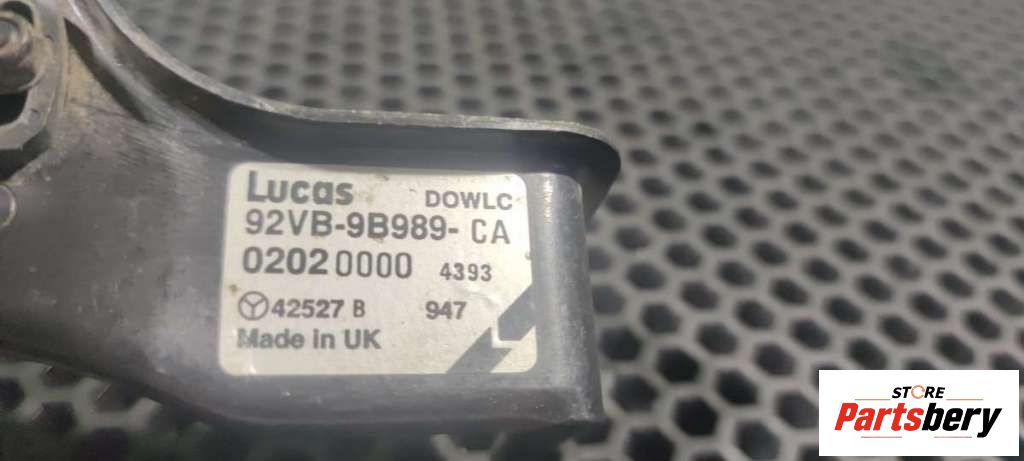 Lucas DOWLC
92VB-9B989- CA
0202 0000 4393
42527 B 947
Made in UK
L
STORE
Partsbery